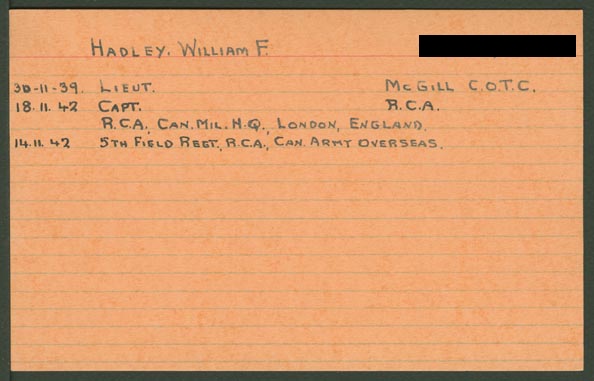 HADLEY, WILLIAM F.
30-11-39. LIEUT. McGILL C.O.T.C.
18.11.42 CAPT. R.C.A.
R.C.A., CAN. MIL. H.Q., LONDON, ENGLAND.
14.11.42 5TH FIELD REGT., R.C.A., CAN. ARMY OVERSEAS.